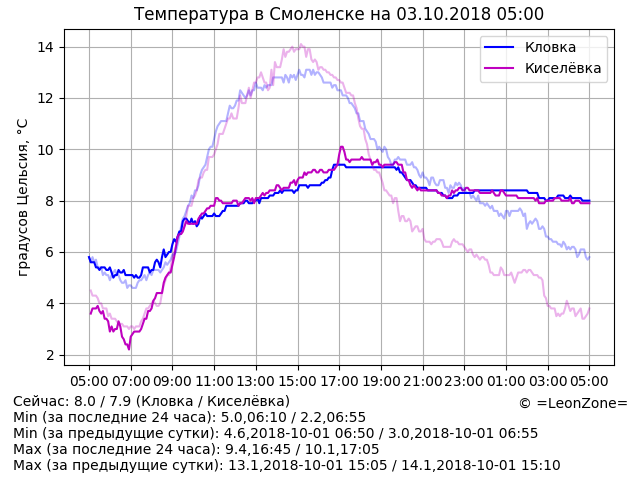 Температура в Смоленске на 03.10.2018 05:00
Кловка
Киселёвка
градусов Цельсия, °C
14
12
10
8
6
4
2
05:00 07:00 09:00 11:00 13:00 15:00 17:00 19:00 21:00 23:00 01:00 03:00 05:00
Сейчас: 8.0 / 7.9 (Кловка / Киселёвка)
© =LeonZone=
Min (за последние 24 часа): 5.0,06:10 / 2.2,06:55
Min (за предыдущие сутки): 4.6,2018-10-01 06:50 / 3.0,2018-10-01 06:55
Max (за последние 24 часа): 9.4,16:45 / 10.1,17:05
Max (за предыдущие сутки): 13.1,2018-10-01 15:05 / 14.1,2018-10-01 15:10